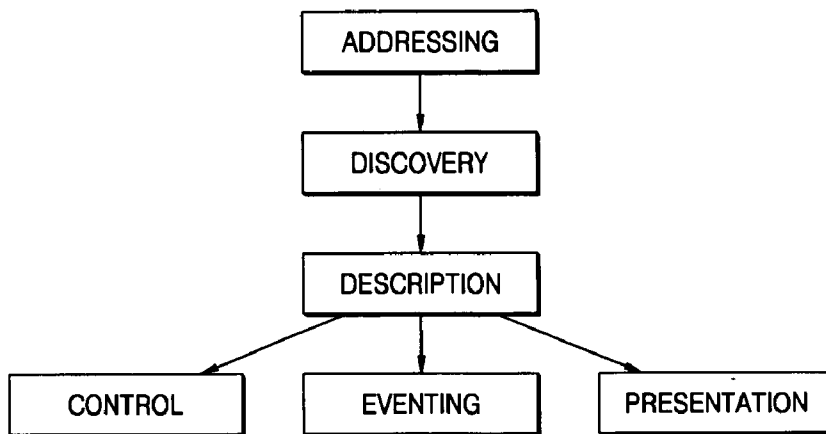 ADDRESSING
DISCOVERY
DESCRIPTION
CONTROL
EVENTING
PRESENTATION